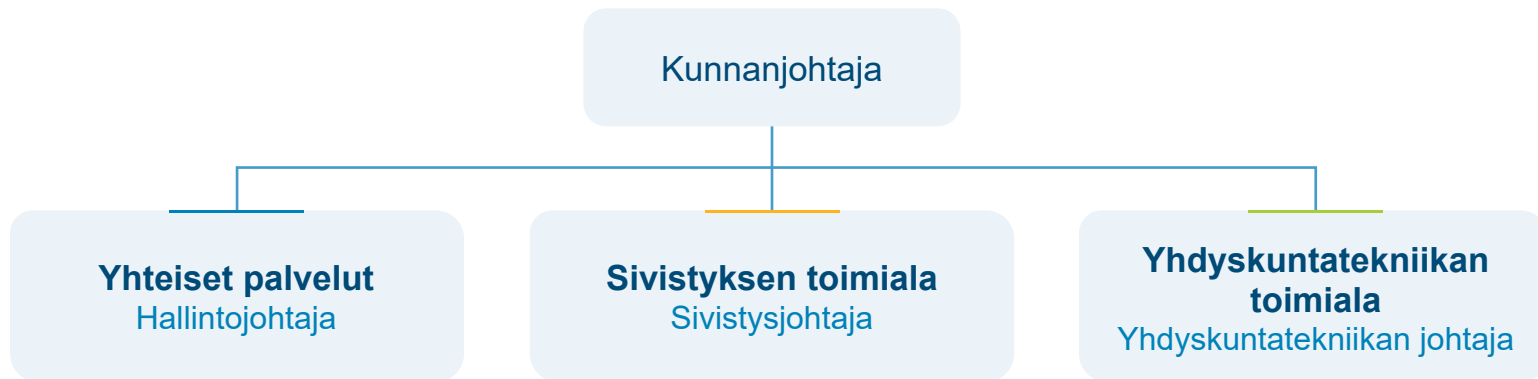 Kunnanjohtaja
Yhteiset palvelut
Hallintojohtaja
Sivistyksen toimiala
Sivistysjohtaja
Yhdyskuntatekniikan
toimiala
Yhdyskuntatekniikan johtaja